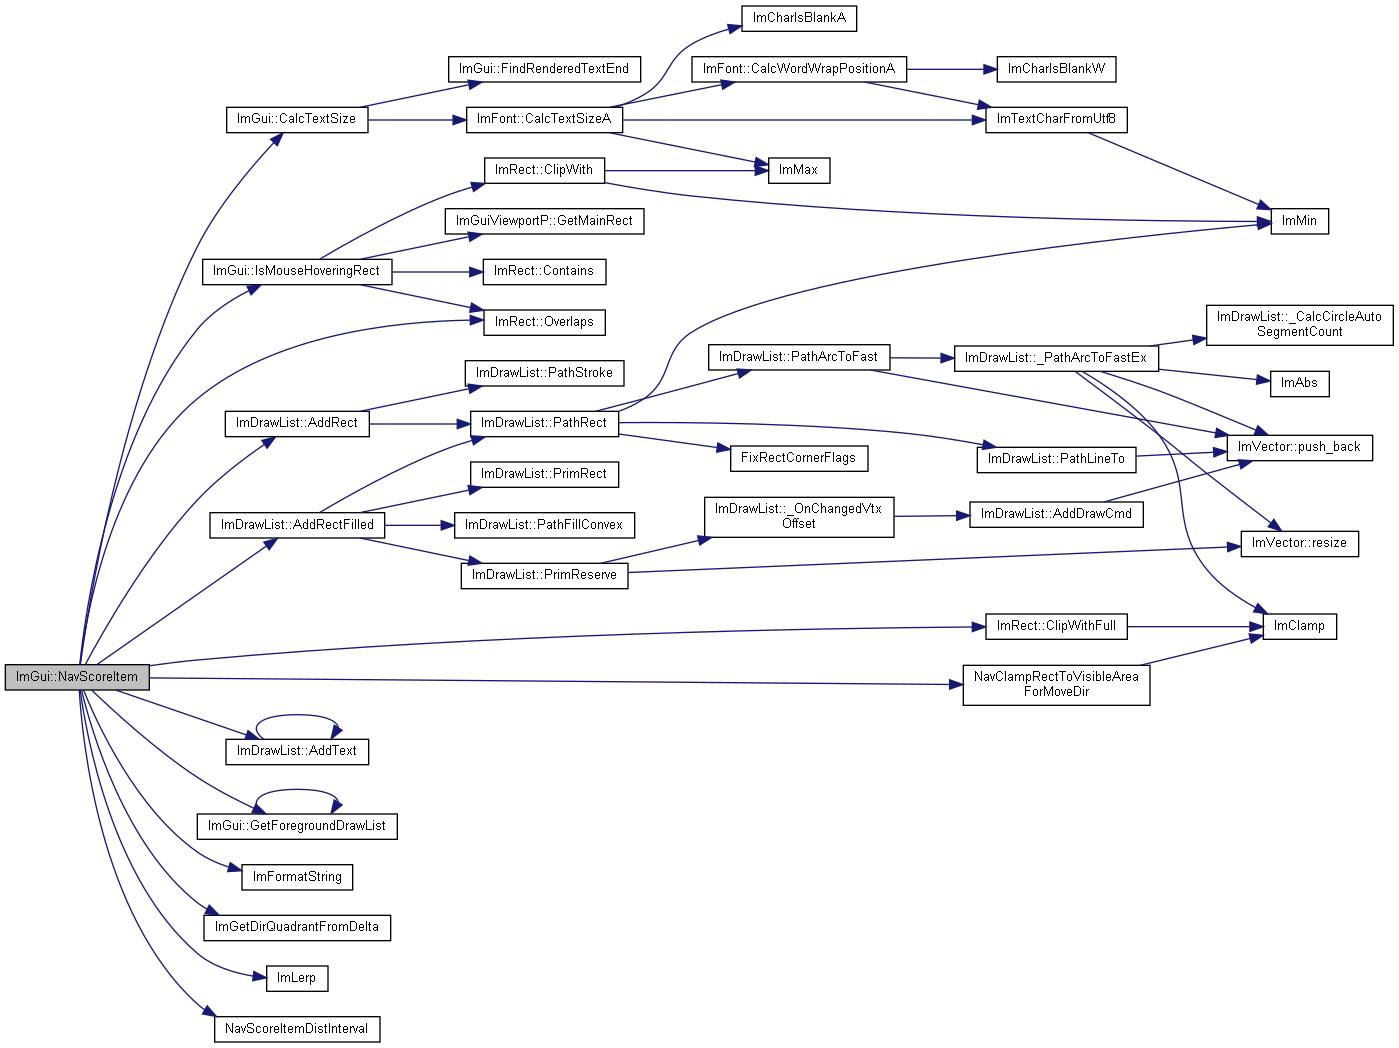 ImCharIsBlankA
ImGui::FindRenderedTextEnd
ImFont::CalcWordWrapPositionA
ImCharIsBlankW
ImGui::CalcTextSize
ImFont::CalcTextSizeA
ImTextCharFromUtf8
ImRect::ClipWith
ImMax
ImGuiViewportP::GetMainRect
ImMin
ImGui::IsMouseHoveringRect
ImRect::Contains
ImRect::Overlaps
ImDrawList::_CalcCircleAuto
SegmentCount
ImDrawList::PathArcToFast
ImDrawList::_PathArcToFastEx
ImDrawList::PathStroke
ImAbs
ImDrawList::AddRect
ImDrawList::PathRect
FixRectCornerFlags
ImDrawList::PathLineTo
ImVector::push_back
ImDrawList::PrimRect
ImDrawList::AddRectFilled
ImDrawList::PathFillConvex
ImDrawList::_OnChangedVtx
Offset
ImDrawList::AddDrawCmd
ImVector::resize
ImDrawList::PrimReserve
ImRect::ClipWithFull
ImClamp
ImGui::NavScoreItem
NavClampRectToVisibleArea
ForMoveDir
ImDrawList::AddText
ImGui::GetForegroundDrawList
ImFormatString
ImGetDirQuadrantFromDelta
ImLerp
NavScoreItemDistInterval